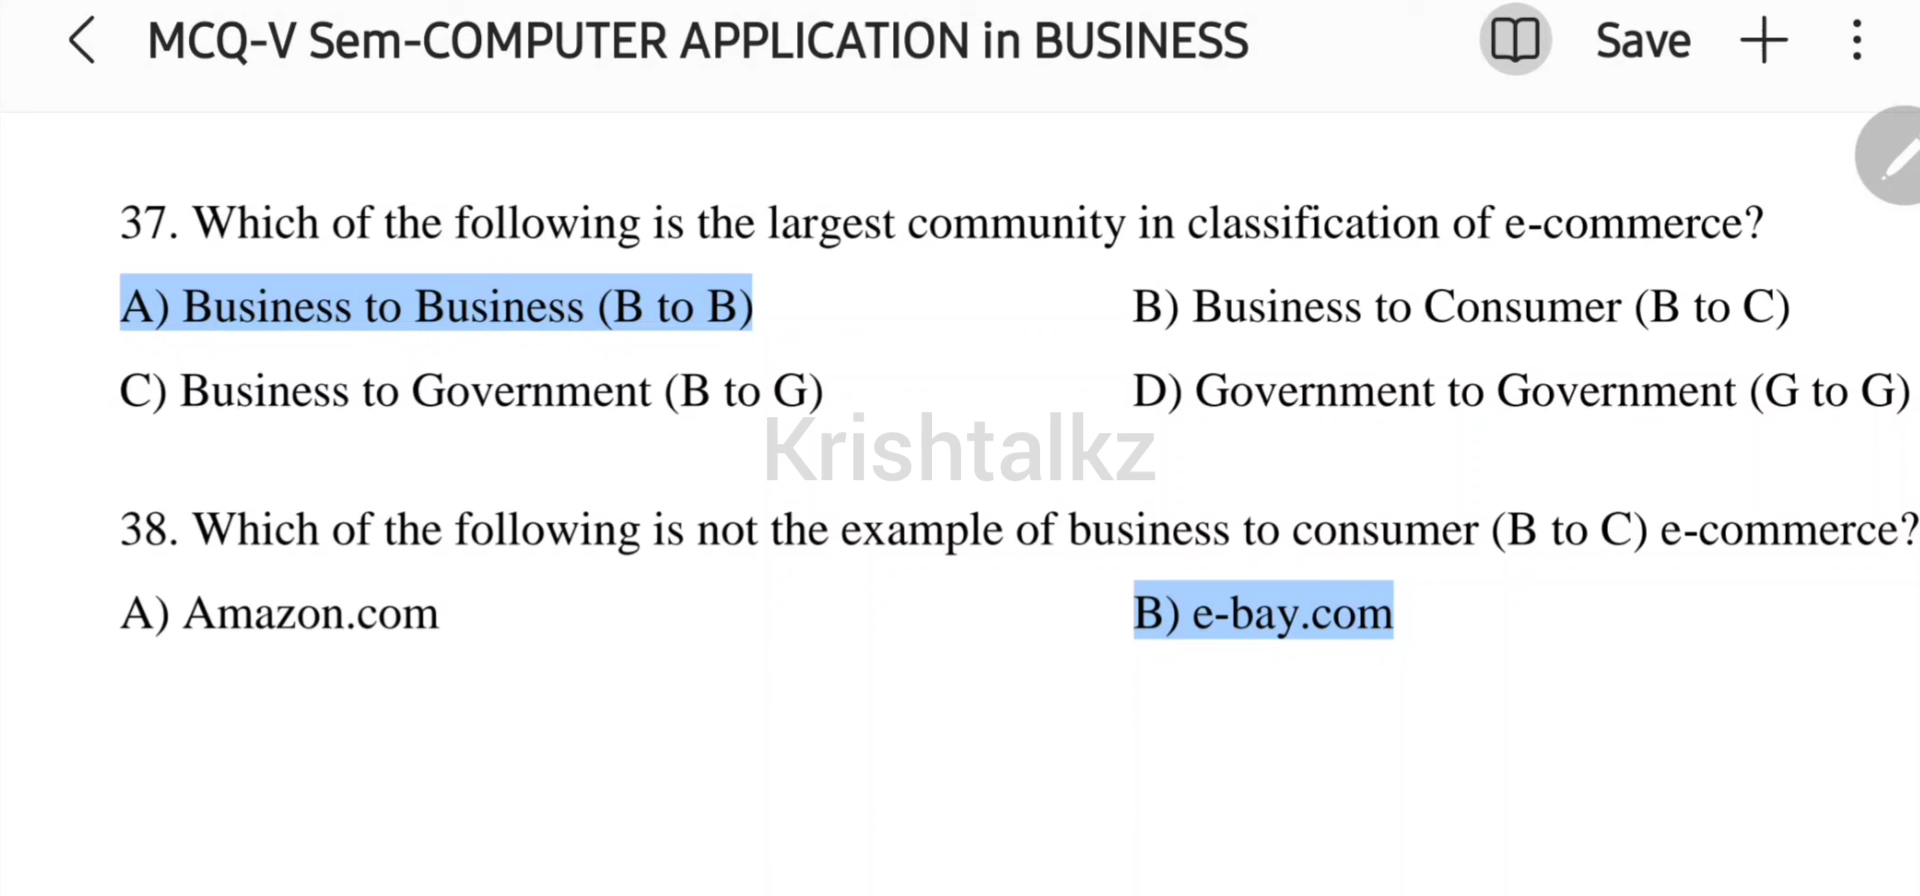 MCQ-V Sem-COMPUTER APPLICATION in BUSINESS Save
37. Which of the following is the largest community in classification of e-commerce?
A) Business to Business (B to B) B) Business to Consumer (B to C)
C) Business to Government (B to G) D) Government to Government (G to G)
Krishtalkz
38. Which of the following is not the example of business to consumer (B to C) e-commerce?
A) Amazon.com B) e-bay.com